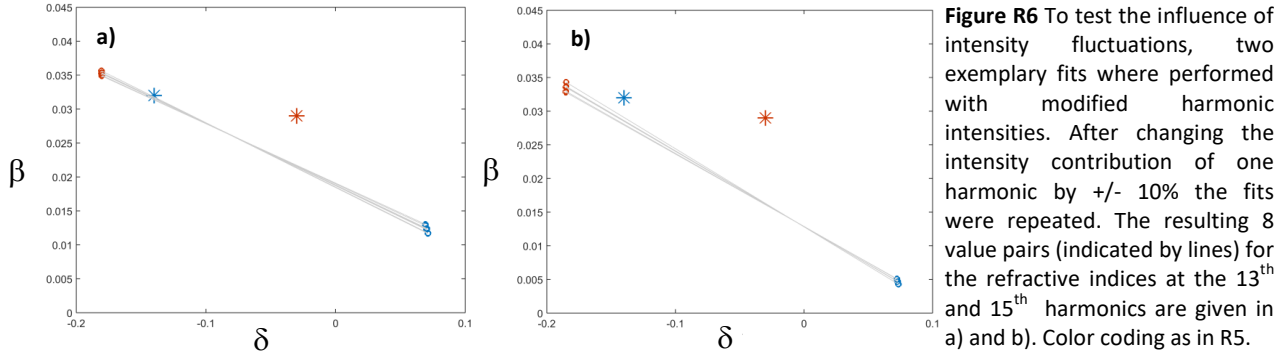 a)
0.05
0.045
0.04
0.035
0.03
0.025
0.02
0.015
0.01
0.005
0
-0.2
-0.1
0
0.1
β
δ
b)
0.05
0.045
0.04
0.035
0.03
0.025
0.02
0.015
0.01
0.005
0
-0.2
-0.1
0
0.1
β
δ
Figure R6 To test the influence of
intensity fluctuations, two
exemplary fits where performed
with modified harmonic
intensities. After changing the
intensity contribution of one
harmonic by +/- 10% the fits
were repeated. The resulting 8
value pairs (indicated by lines) for
the refractive indices at the 13th
and 15th harmonics are given in
a) and b). Color coding as in R5.